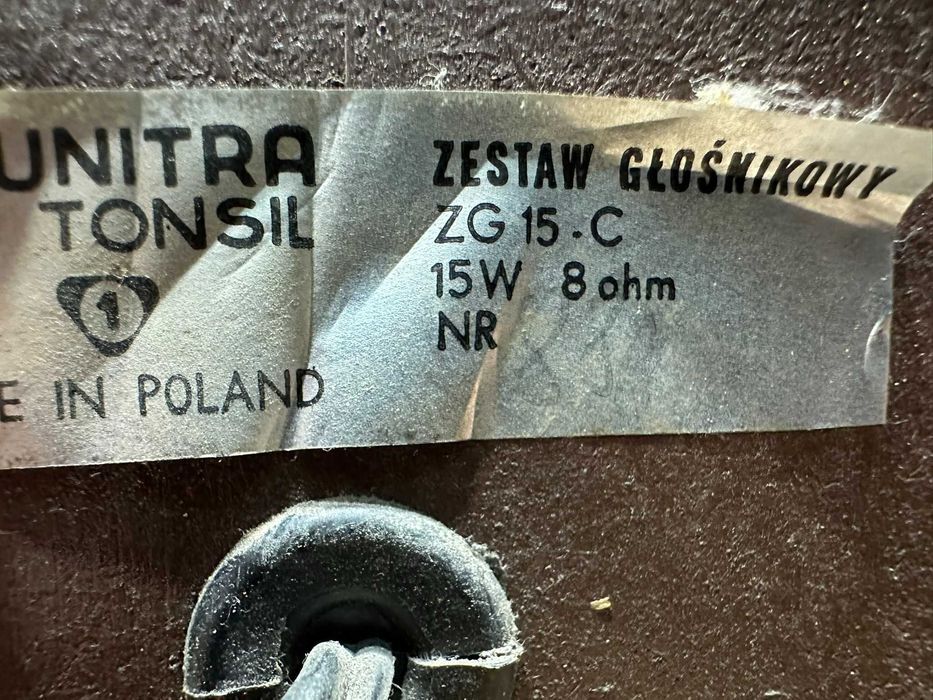 UNITRA
TONSIL
1
E IN POLAND
ZESTAW GŁOŚNIKOWY
ZG 15.C
15W 8 ohm
NR